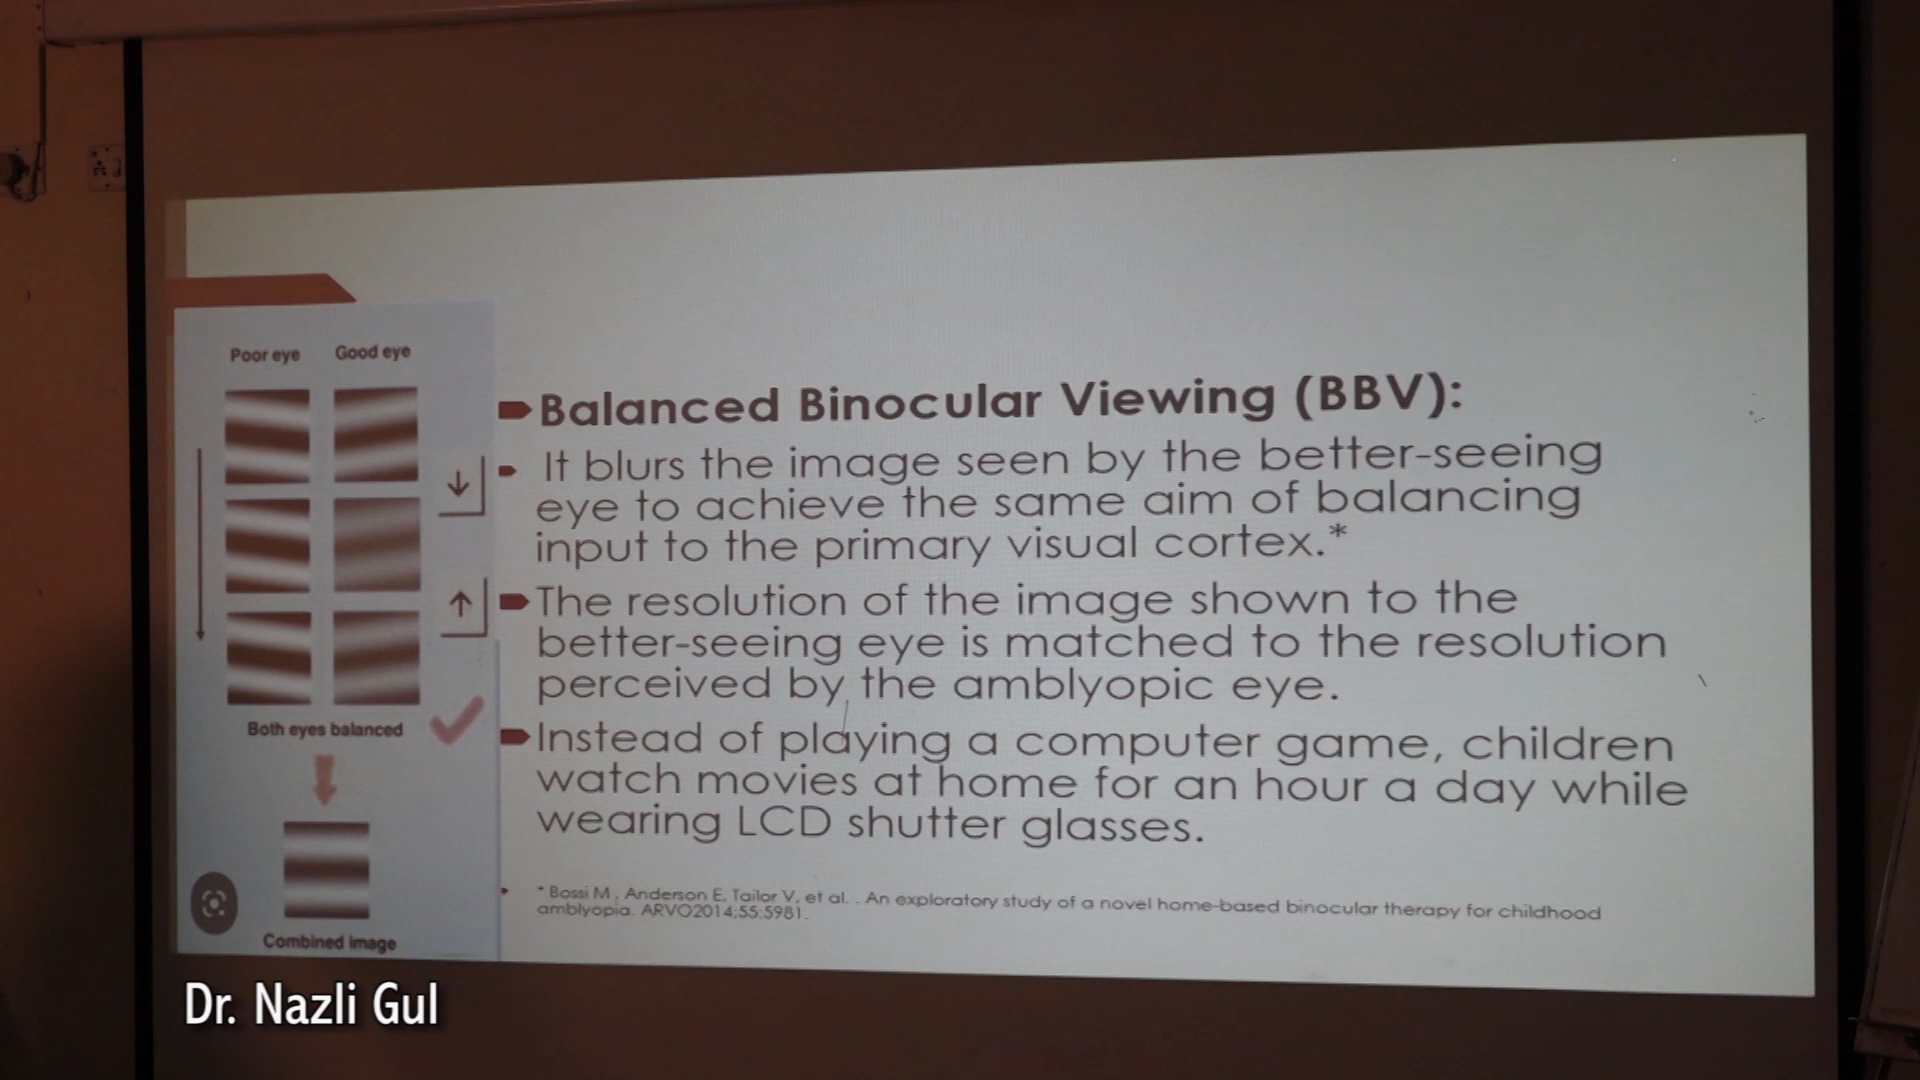 Poor eye Good eye
Both eyes balanced
Combined image
Balanced Binocular Viewing (BBV):
It blurs the image seen by the better-seeing
eye to achieve the same aim of balancing
input to the primary visual cortex.*
The resolution of the image shown to the
better-seeing eye is matched to the resolution
perceived by the amblyopic eye.
Instead of playing a computer game, children
watch movies at home for an hour a day while
wearing LCD shutter glasses.
* Bossi M , Anderson E, Tailor V, et al. . An exploratory study of a novel home-based binocular therapy for childhood
amblyopia. ARVO2014;55:5981.
Dr. Nazli Gul